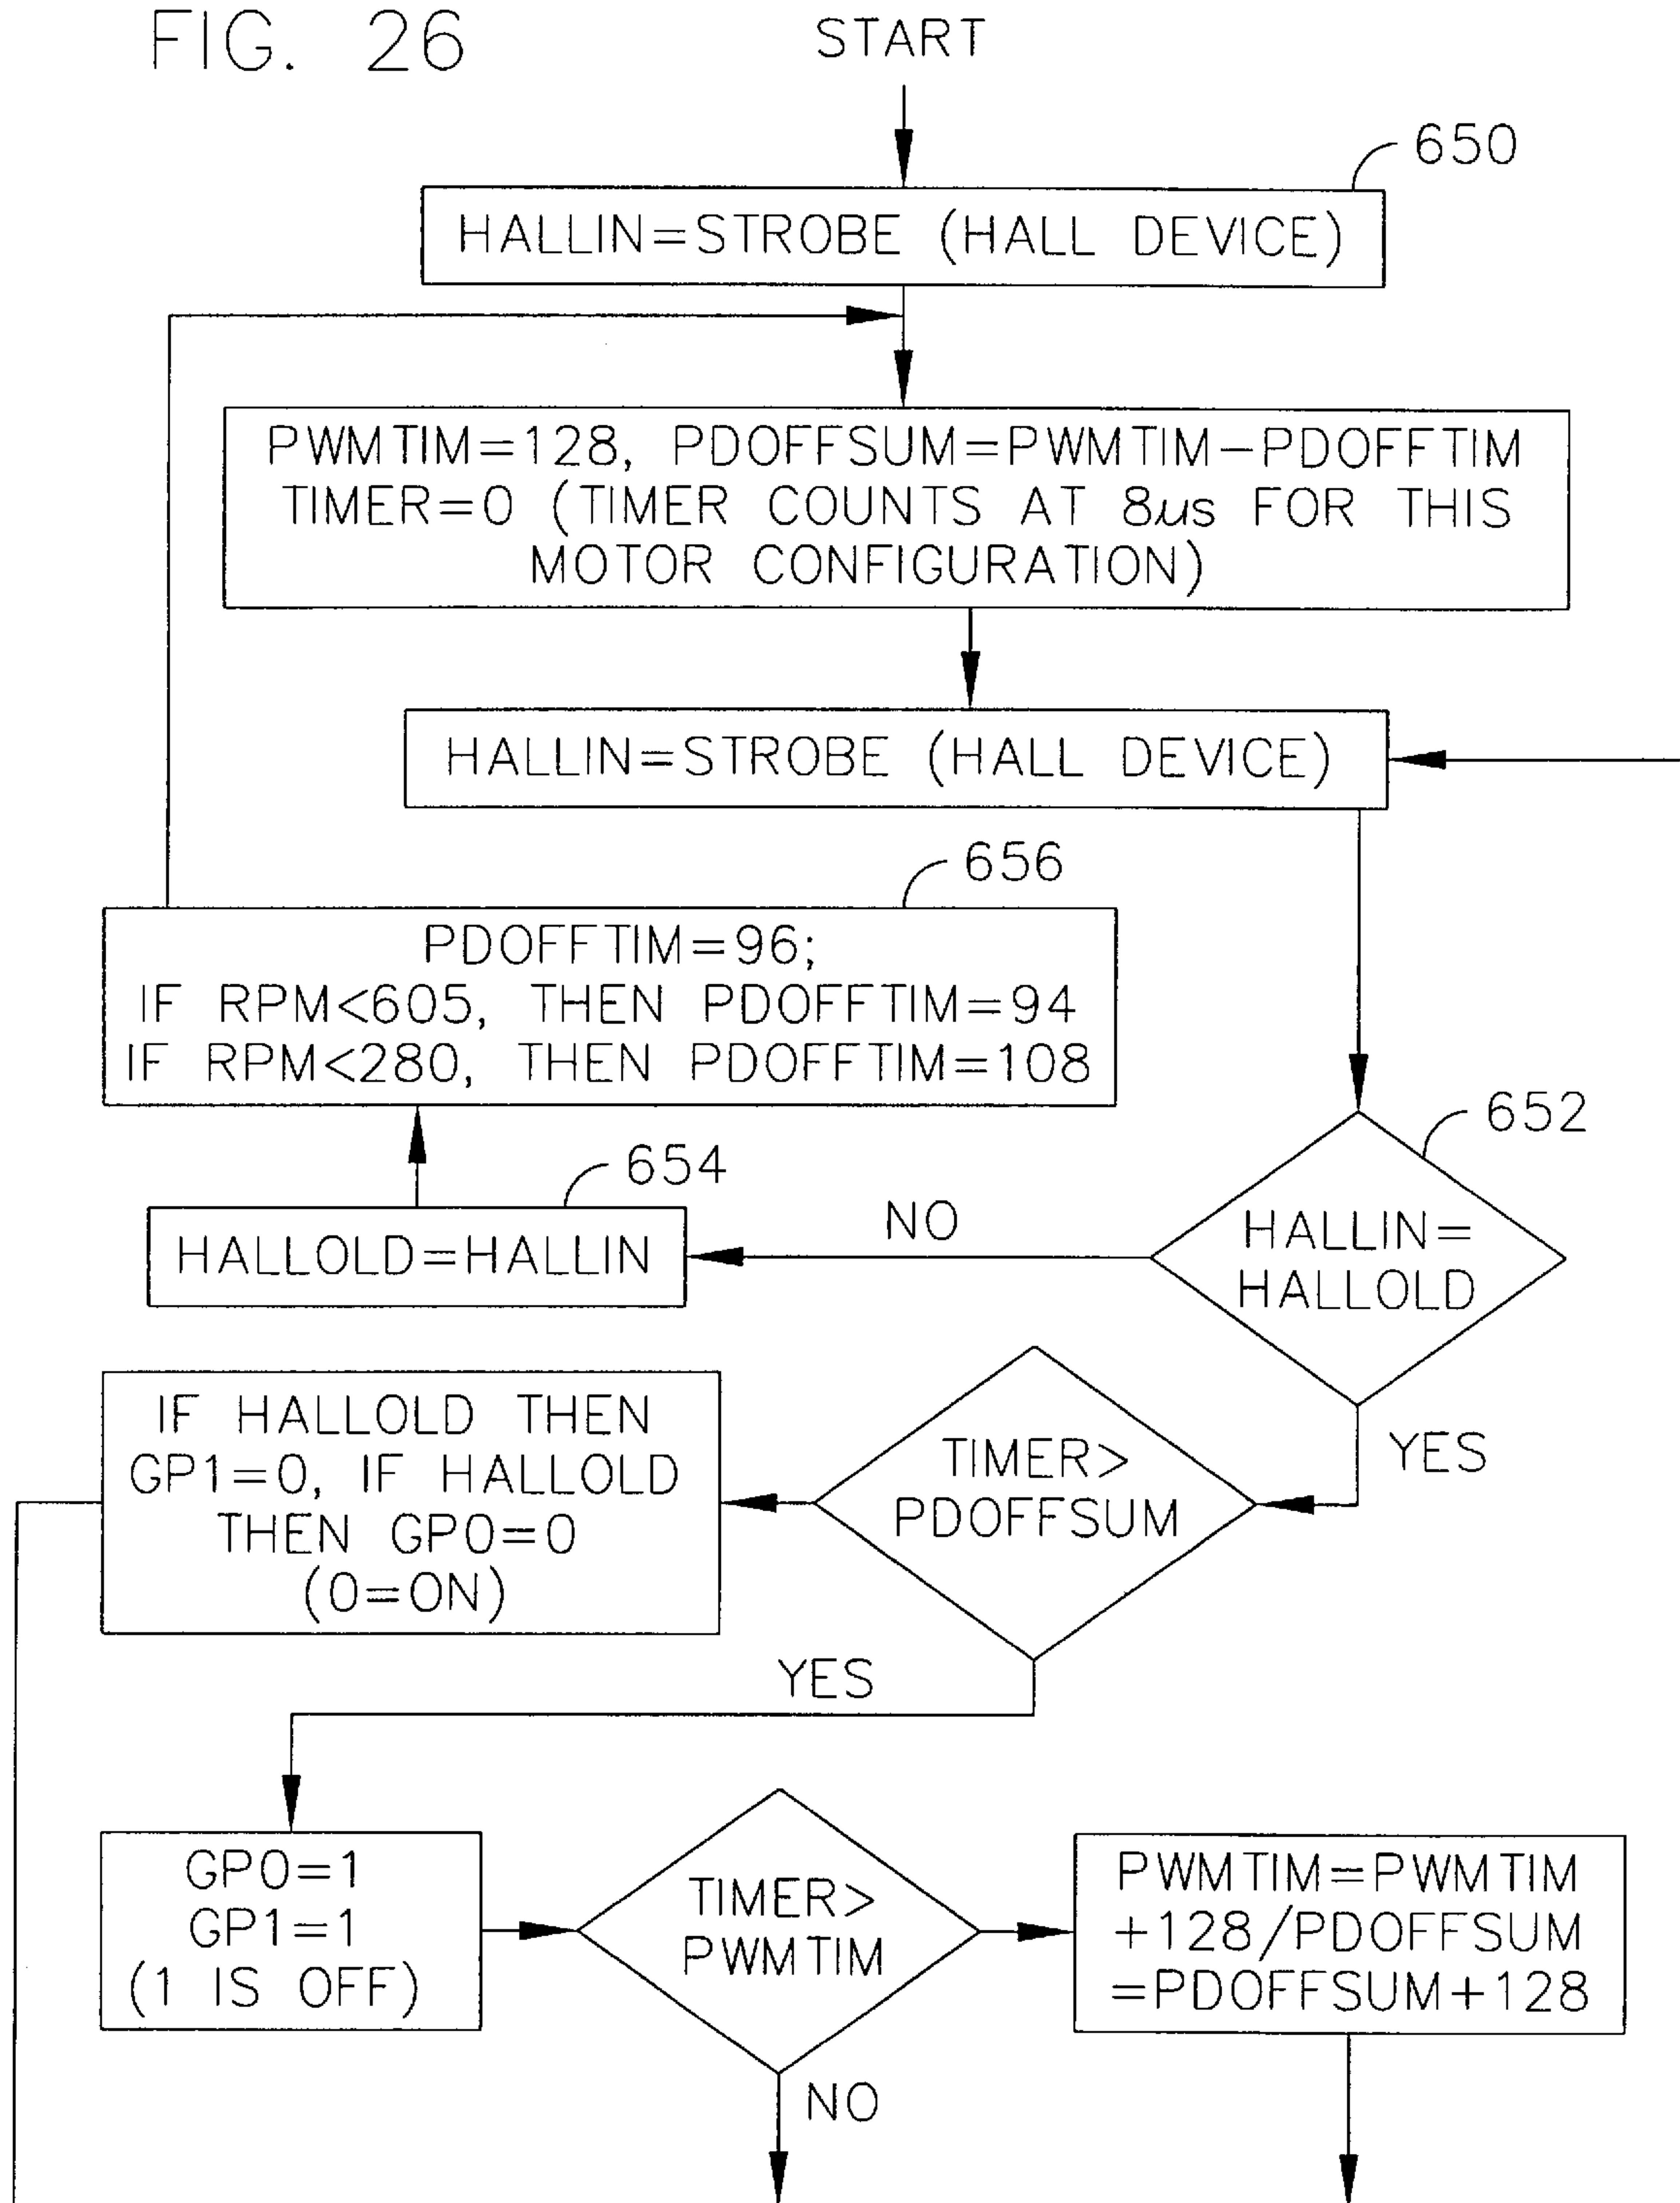 FIG. 26
START
650
HALLIN=STROBE (HALL DEVICE)
PWMTIM=128, PDOFFSUM=PWMTIM-PDOFFTIM
TIMER=0 (TIMER COUNTS AT 8µs FOR THIS
MOTOR CONFIGURATION)
HALLIN=STROBE (HALL DEVICE)
656
PDOFFTIM=96;
IF RPM<605, THEN PDOFFTIM=94
IF RPM<280, THEN PDOFFTIM=108
652
654
NO
HALLIN=
HALLOLD
HALLOLD=HALLIN
YES
IF HALLOLD THEN
GP1=0, IF HALLOLD
THEN GP0=0
(0=ON)
TIMER>
PDOFFSUM
YES
GP0=1
GP1=1
(1 IS OFF)
TIMER>
PWMTIM
PWMTIM=PWMTIM
+128/PDOFFSUM
=PDOFFSUM+128
NO